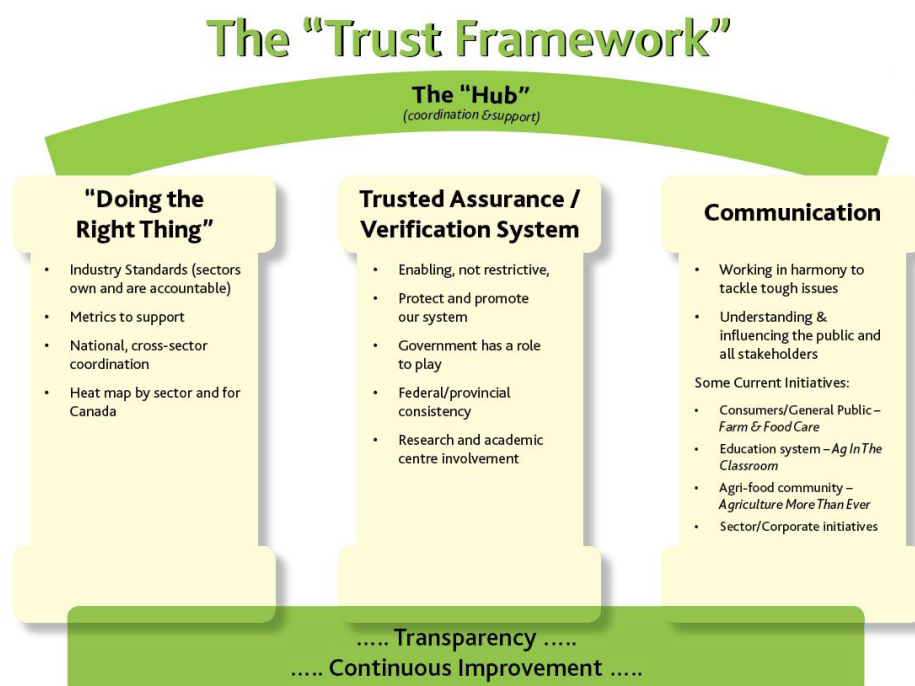 The “Trust Framework”
The “Hub”
(coordination & support)
“Doing the
Right Thing”
• Industry Standards (sectors
own and are accountable)
• Metrics to support
• National, cross-sector
coordination
• Heat map by sector and for
Canada
Trusted Assurance /
Verification System
• Enabling, not restrictive,
• Protect and promote
our system
• Government has a role
to play
• Federal/provincial
consistency
• Research and academic
centre involvement
Communication
• Working in harmony to
tackle tough issues
• Understanding &
influencing the public and
all stakeholders
Some Current Initiatives:
• Consumers/General Public –
Farm & Food Care
• Education system – Ag In The
Classroom
• Agri-food community –
Agriculture More Than Ever
• Sector/Corporate initiatives
..... Transparency .....
..... Continuous Improvement .....